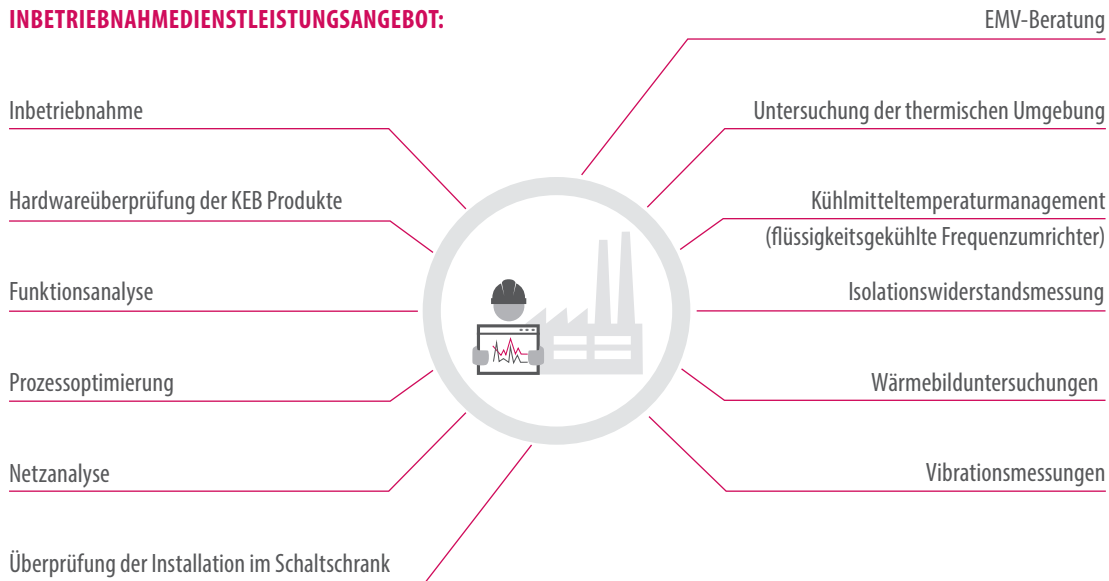 INBETRIEBNAHMEDIENSTLEISTUNGSANGEBOT:
Inbetriebnahme
Hardwareüberprüfung der KEB Produkte
Funktionsanalyse
Prozessoptimierung
Netzanalyse
Überprüfung der Installation im Schaltschrank
EMV-Beratung
Untersuchung der thermischen Umgebung
Kühlmitteltemperaturmanagement
(flüssigkeitsgekühlte Frequenzumrichter)
Isolationswiderstandsmessung
Wärmebilduntersuchungen
Vibrationsmessungen